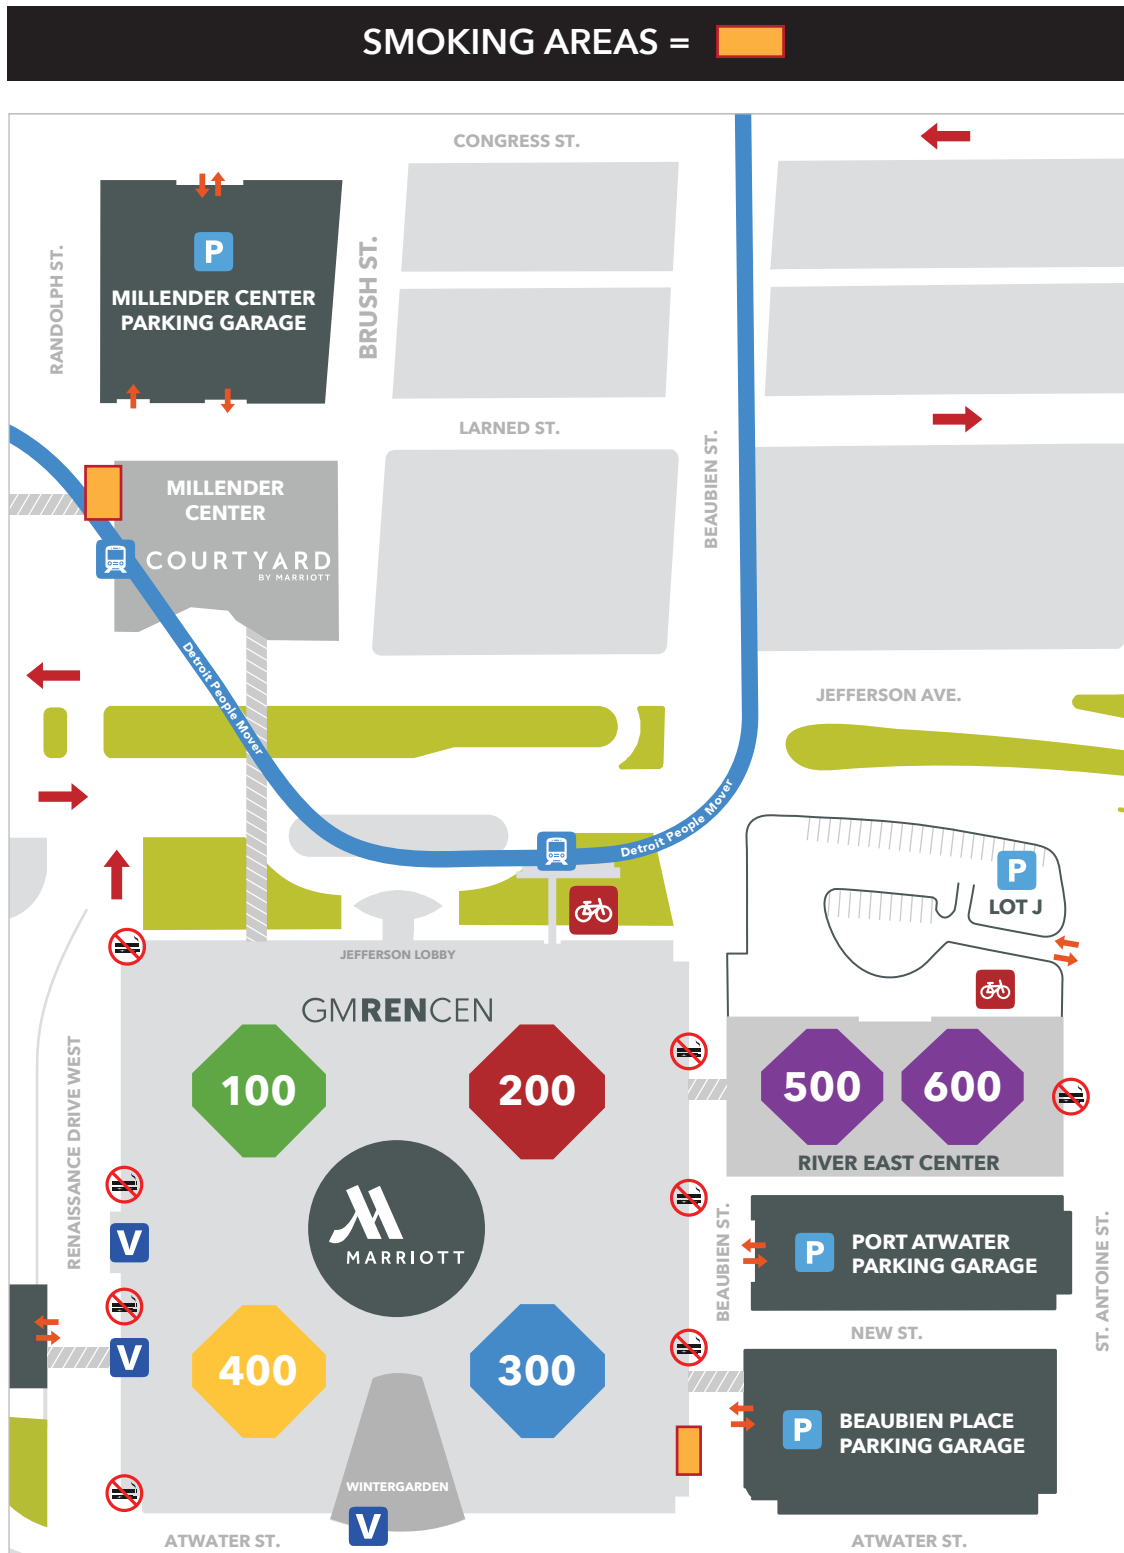 SMOKING AREAS =
CONGRESS ST.
RANDOLPH ST.
P
MILLENDER CENTER
PARKING GARAGE
BRUSH ST.
LARNED ST.
BEAUBIEN ST.
MILLENDER
CENTER
COURTYARD
BY MARRIOTT
Detroit People Mover
JEFFERSON AVE.
Detroit People Mover
P
LOT J
JEFFERSON LOBBY
GMRENCEN
100
200
500
600
RIVER EAST CENTER
RENAISSANCE DRIVE WEST
MARRIOTT
V
V
BEAUBIEN ST.
P
PORT ATWATER
PARKING GARAGE
ST. ANTOINE ST.
NEW ST.
400
300
P
BEAUBIEN PLACE
PARKING GARAGE
WINTERGARDEN
V
ATWATER ST.
ATWATER ST.